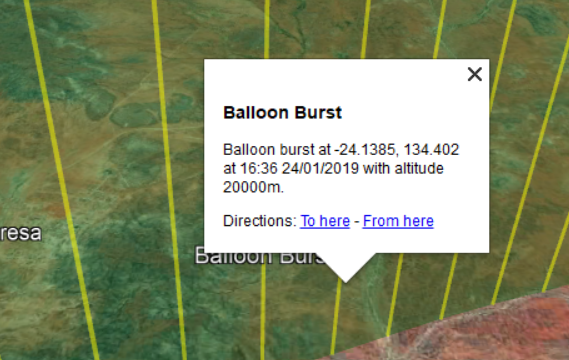 Balloon Burst
Balloon burst at -24.1385, 134.402
at 16:36 24/01/2019 with altitude
20000m.
Directions: To here - From here
resa
Balloon Burs